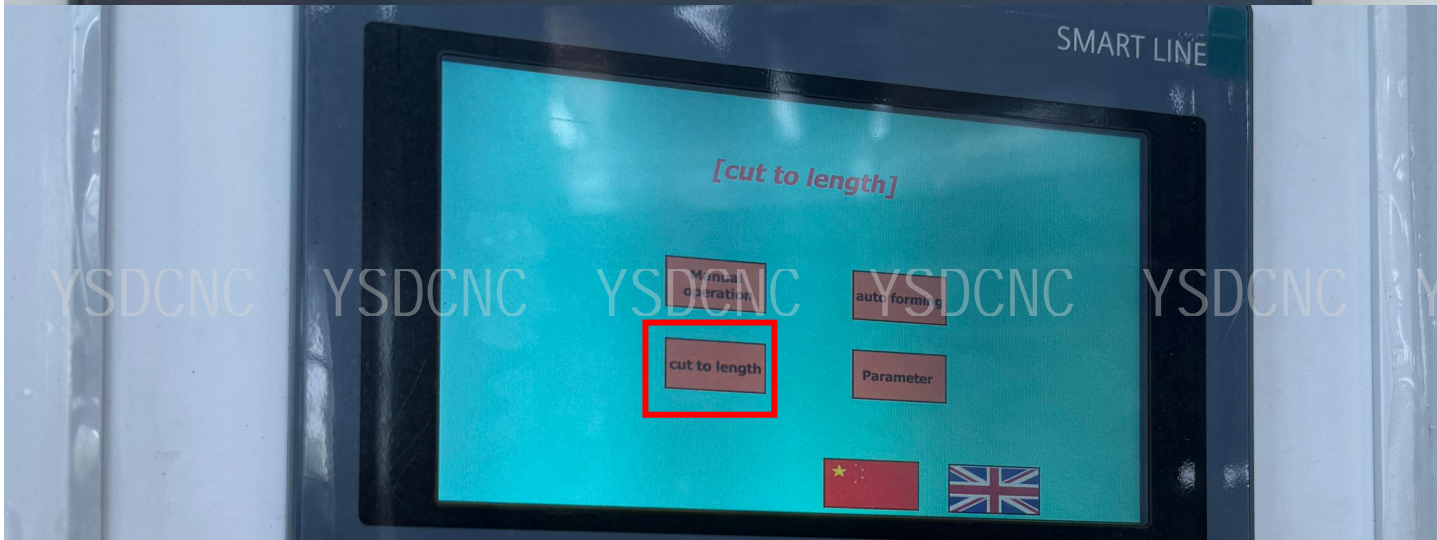 SMART LINE
[cut to length]
Manual
operation
auto forming
cut to length
Parameter
YSDCNC YSDCNC YSDCNC YSDCNC YSDCNC